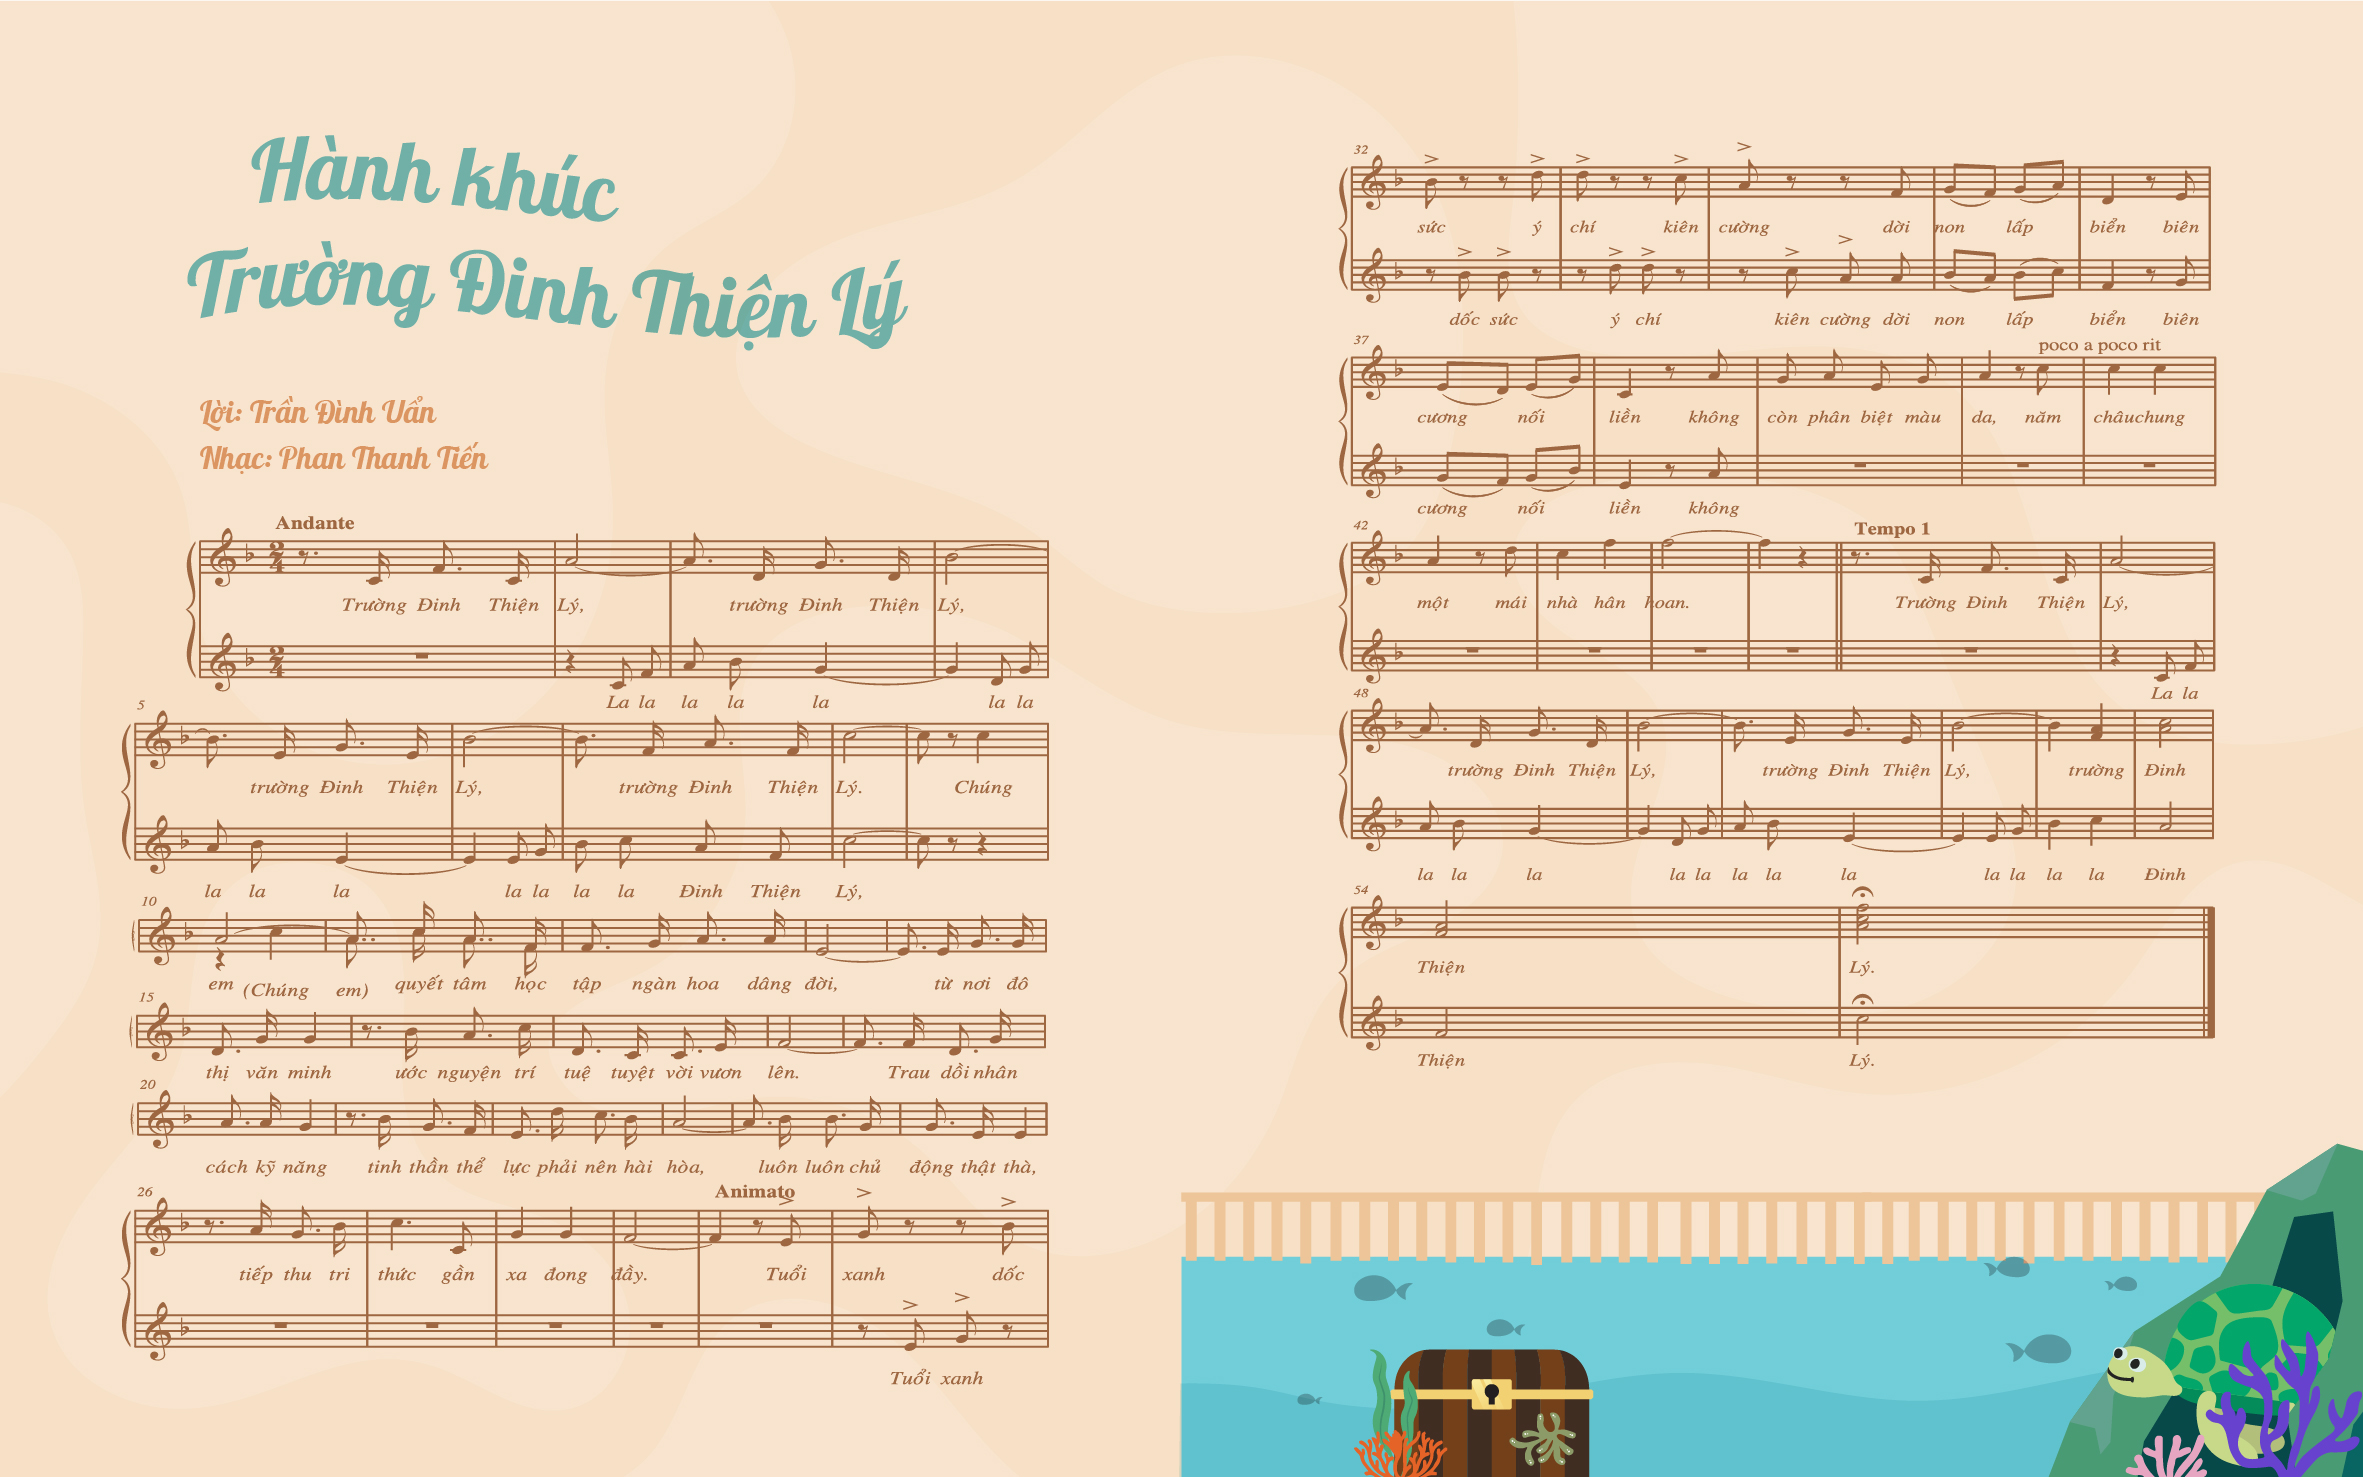 Hành khúc
Trường Đinh Thiện Lý
Lời: Trần Đình Uẩn
Nhạc: Phan Thanh Tiến
Andante
Trường Đinh Thiện Lý, trường Đinh Thiện Lý,
La la la la la la la
5
trường Đinh Thiện Lý, trường Đinh Thiện Lý. Chúng
la la la la la la la Đinh Thiện Lý,
10
em (Chúng em) quyết tâm học tập ngàn hoa dâng đời, từ nơi đô
15
thị văn minh ước nguyện trí tuệ tuyệt vời vươn lên. Trau dồi nhân
20
cách kỹ năng tinh thần thể lực phải nên hài hòa, luôn luôn chủ động thật thà,
26
Animato
tiếp thu tri thức gần xa đong đầy. Tuổi xanh dốc
Tuổi xanh
32
sức ý chí kiên cường dời non lấp biển biên
dốc sức ý chí kiên cường dời non lấp biển biên
37
poco a poco rit
cương nối liền không còn phân biệt màu da, năm châuchung
cương nối liền không
42
Tempo 1
một mái nhà hân hoan. Trường Đinh Thiện Lý,
La la
48
trường Đinh Thiện Lý, trường Đinh Thiện Lý, trường Đinh
la la la la la la la la la la la la Đinh
54
Thiện Lý.
Thiện Lý.